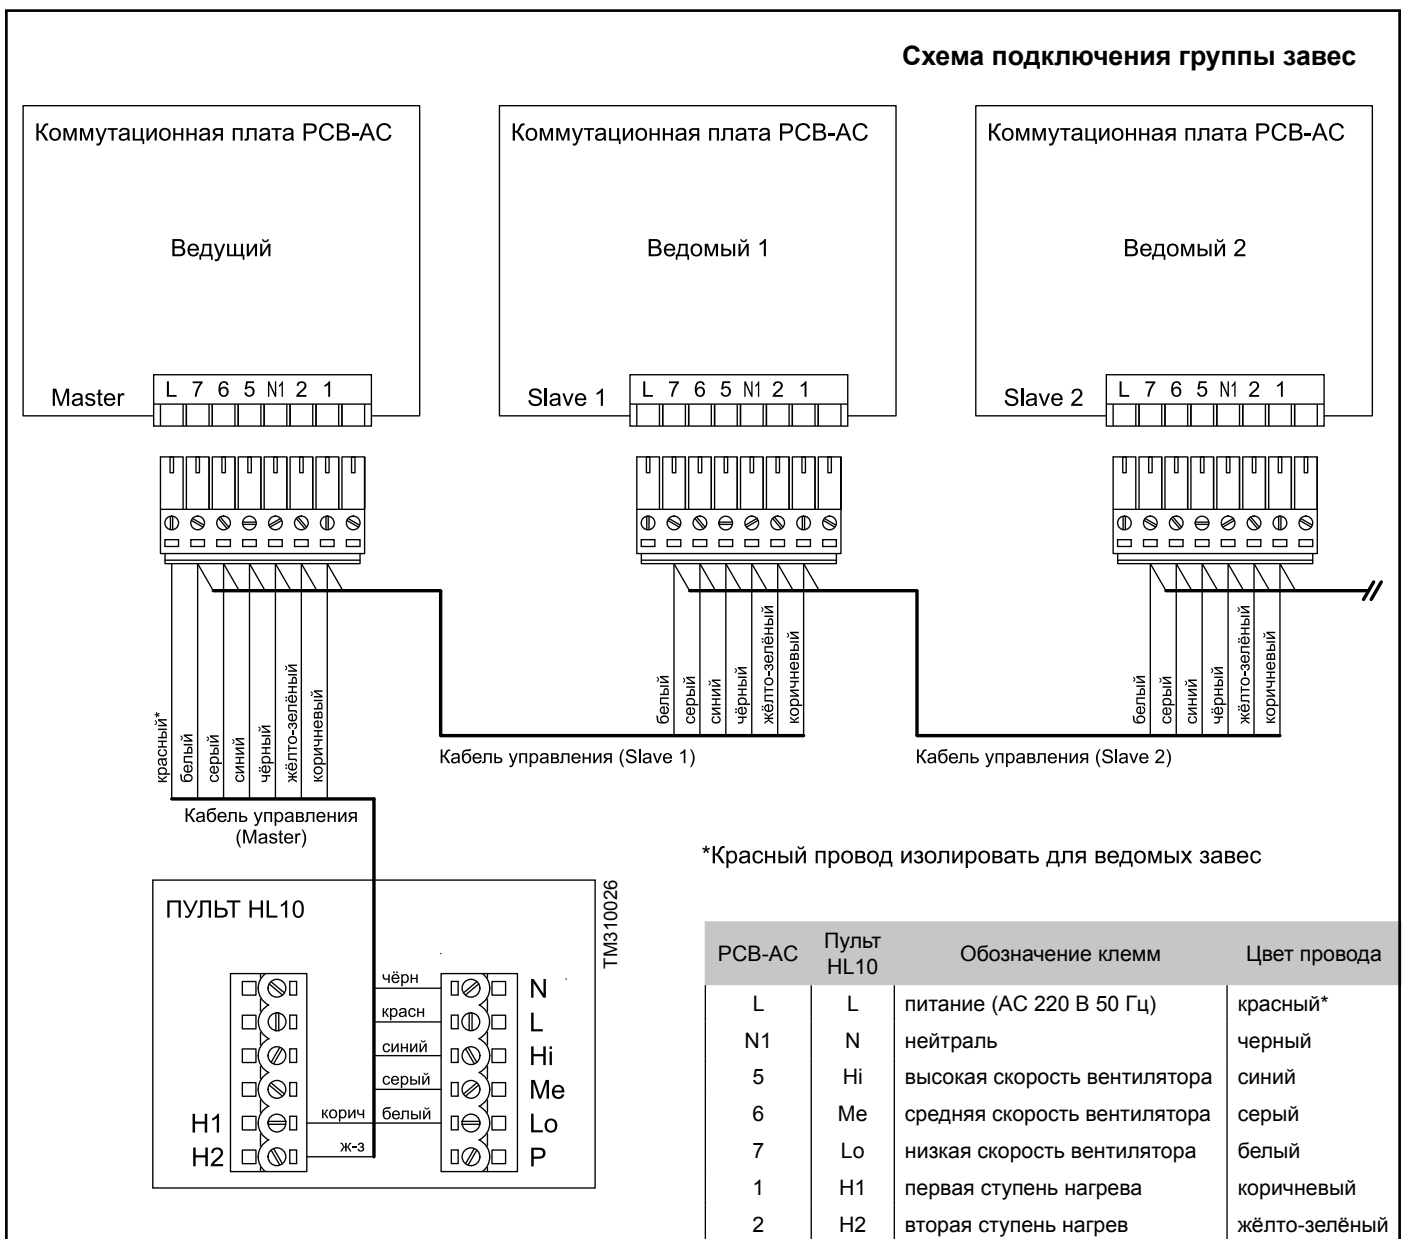 Схема подключения группы завес
Коммутационная плата PCB-AC
Коммутационная плата PCB-AC
Коммутационная плата PCB-AC
Ведущий
Ведомый 1
Ведомый 2
Master
L 7 6 5 N1 2 1
Slave 1
L 7 6 5 N1 2 1
Slave 2
L 7 6 5 N1 2 1
красный*
белый
серый
синий
чёрный
жёлто-зелёный
коричневый
белый
серый
синий
чёрный
жёлто-зелёный
коричневый
белый
серый
синий
чёрный
жёлто-зелёный
коричневый
Кабель управления (Slave 1)
Кабель управления (Slave 2)
Кабель управления
(Master)
*Красный провод изолировать для ведомых завес
ПУЛЬТ HL10
TM310026
чёрн N
красн L
синий Hi
серый Me
H1 корич белый Lo
H2 ж-з P
PCB-AC Пульт HL10 Обозначение клемм Цвет провода
L L питание (AC 220 В 50 Гц) красный*
N1 N нейтраль черный
5 Hi высокая скорость вентилятора синий
6 Me средняя скорость вентилятора серый
7 Lo низкая скорость вентилятора белый
1 H1 первая ступень нагрева коричневый
2 H2 вторая ступень нагрев жёлто-зелёный